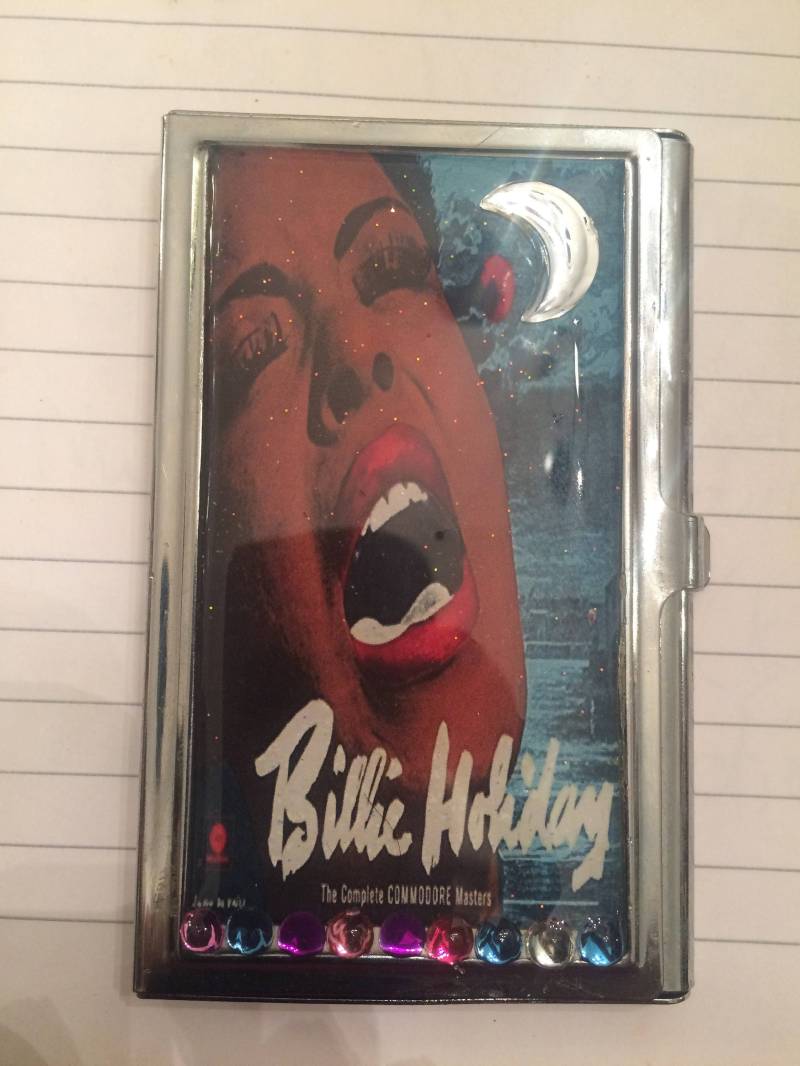 Billie Holiday
The Complete COMMODORE Masters